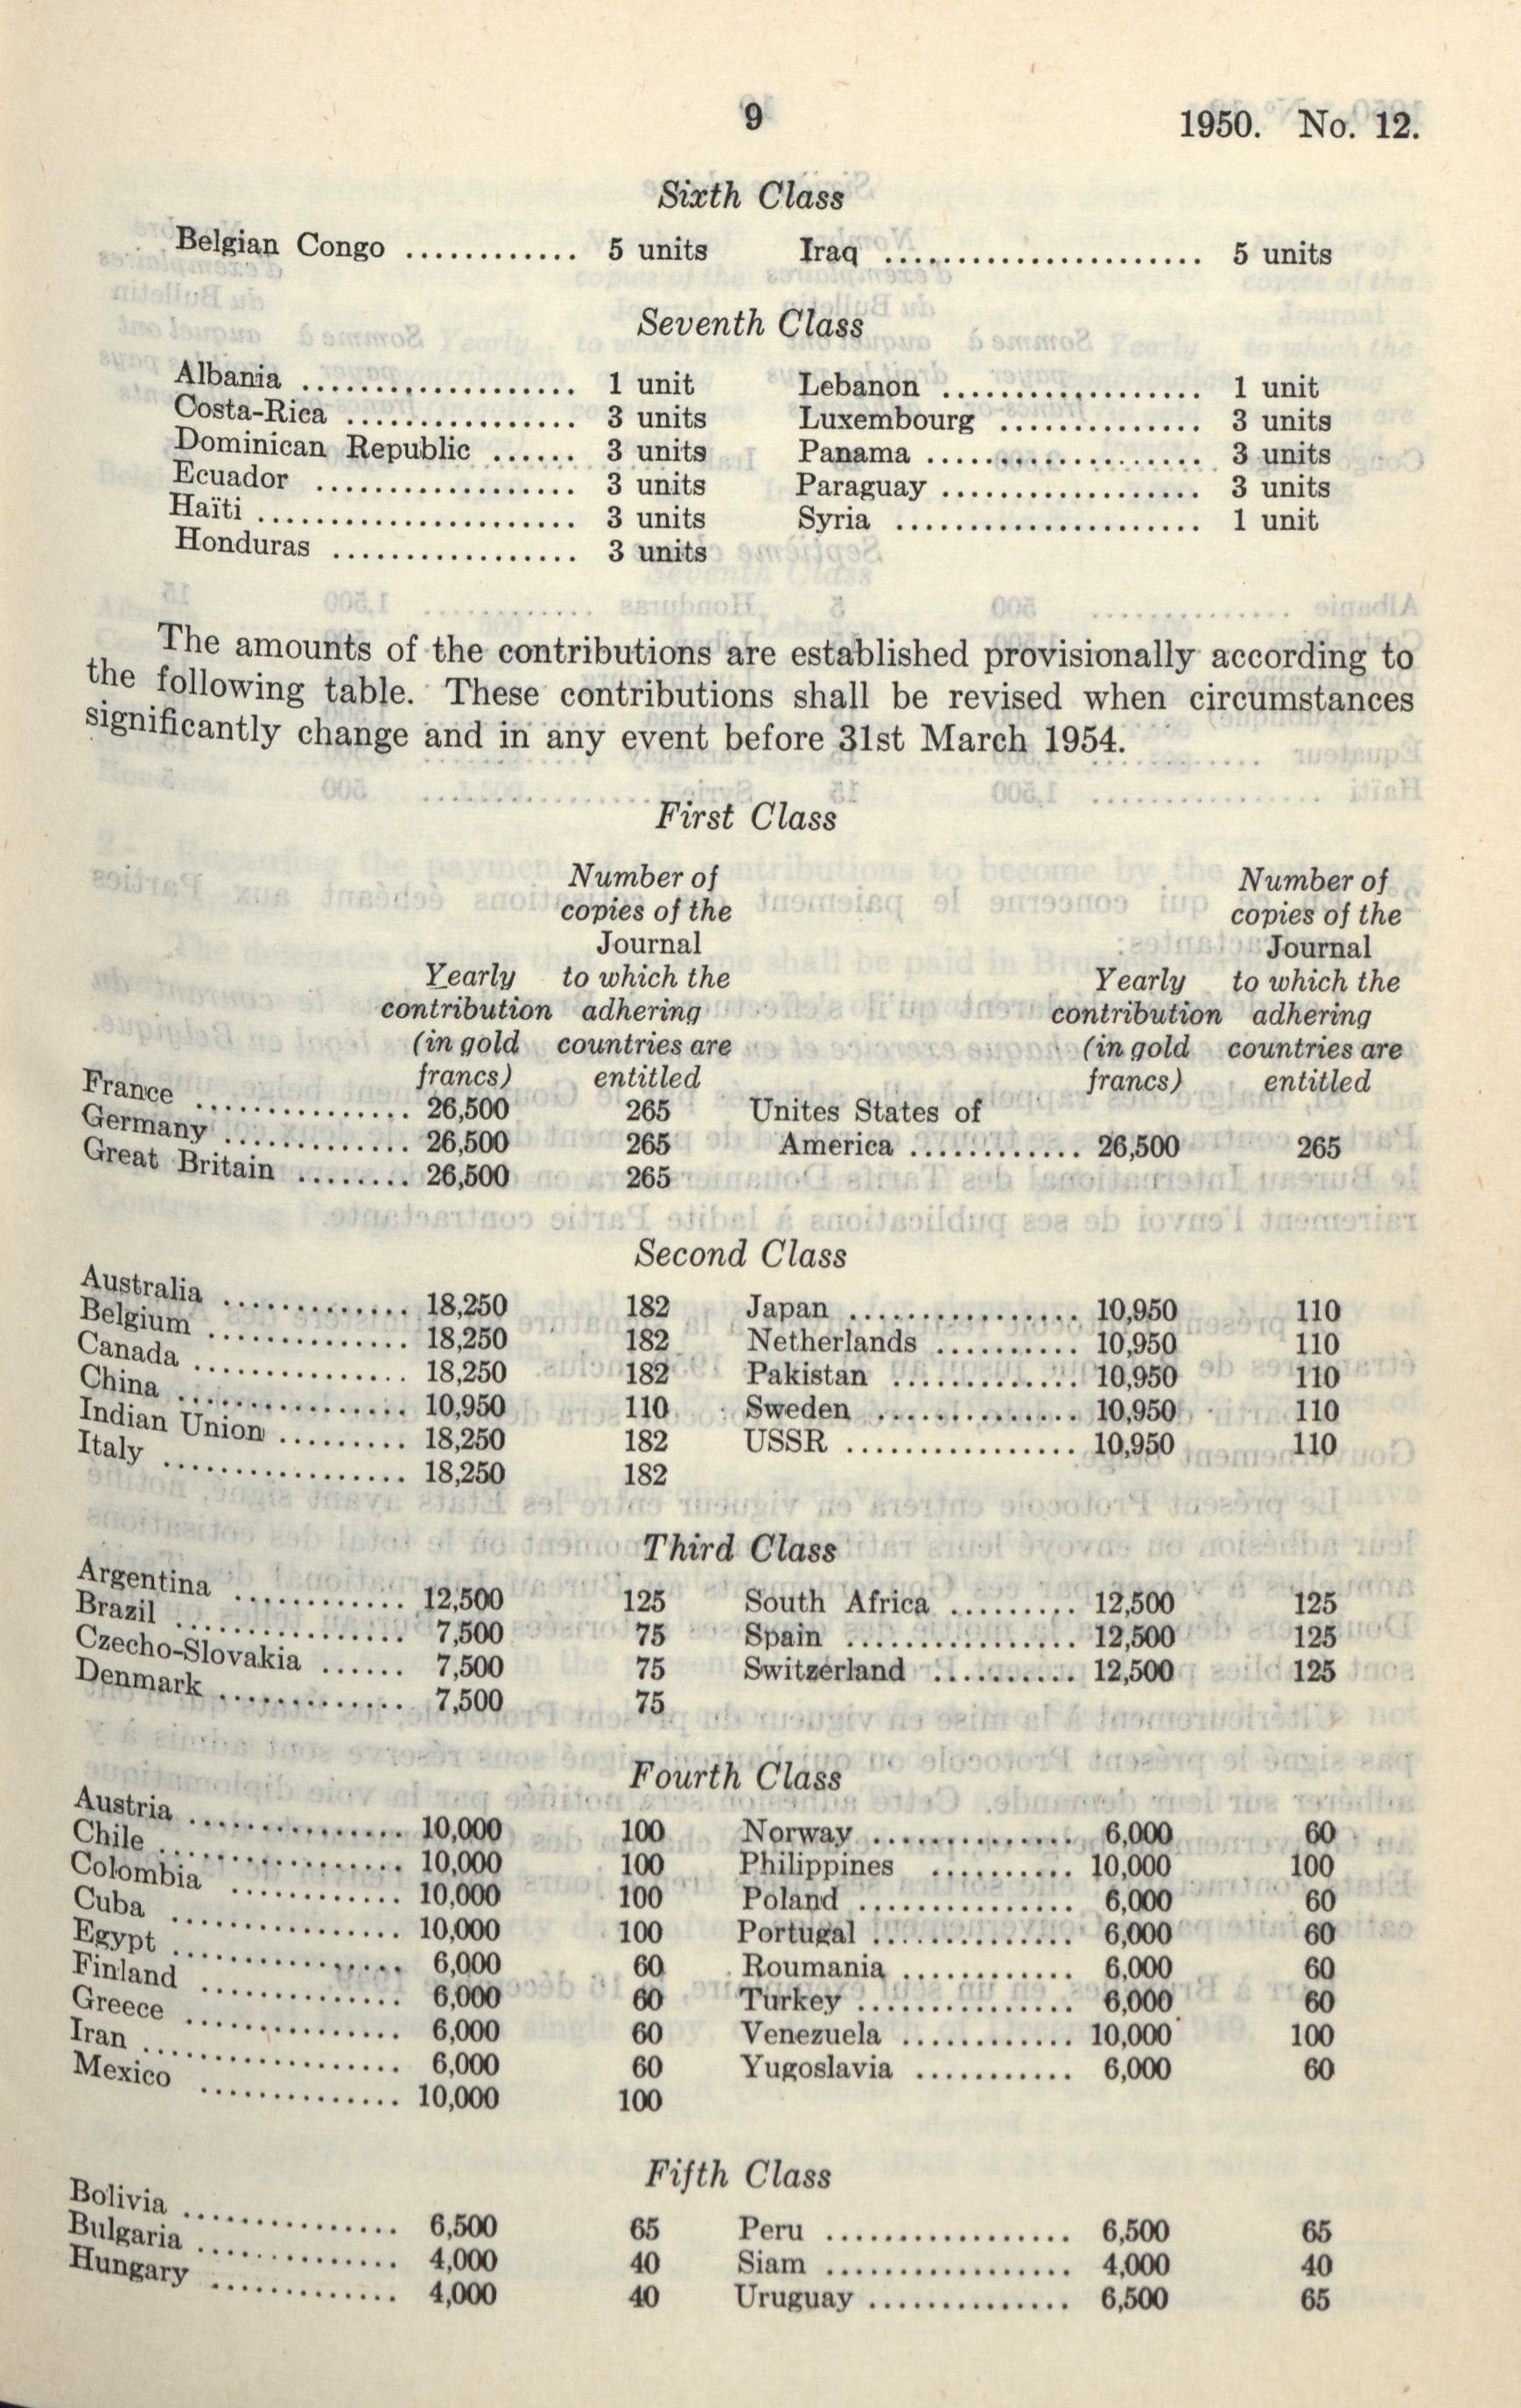 9
1950. No. 12.
Sixth Class
Belgian Congo ............ 5 units Iraq ...................... 5 units
Seventh Class
Albania ................... 1 unit Lebanon .................. 1 unit
Costa-Rica ................ 3 units Luxembourg .............. 3 units
Dominican Republic ...... 3 units Panama ................... 3 units
Ecuador .................. 3 units Paraguay .................. 3 units
Haïti ...................... 3 units Syria ..................... 1 unit
Honduras ................. 3 units
The amounts of the contributions are established provisionally according to
the following table. These contributions shall be revised when circumstances
significantly change and in any event before 31st March 1954.
First Class
Number of Number of
copies of the copies of the
Journal Journal
Yearly to which the Yearly to which the
contribution adhering contribution adhering
(in gold countries are (in gold countries are
francs) entitled francs) entitled
France ............... 26,500 265 Unites States of
Germany ............. 26,500 265 America ............ 26,500 265
Great Britain ........ 26,500 265
Second Class
Australia ............. 18,250 182 Japan ................ 10,950 110
Belgium .............. 18,250 182 Netherlands .......... 10,950 110
Canada ............... 18,250 182 Pakistan ............. 10,950 110
China ................ 10,950 110 Sweden .............. 10,950 110
Indian Union ......... 18,250 182 USSR ................ 10,950 110
Italy ................. 18,250 182
Third Class
Argentina ............ 12,500 125 South Africa ......... 12,500 125
Brazil ................ 7,500 75 Spain ................ 12,500 125
Czecho-Slovakia ...... 7,500 75 Switzerland .......... 12,500 125
Denmark ............. 7,500 75
Fourth Class
Austria ............... 10,000 100 Norway .............. 6,000 60
Chile ................. 10,000 100 Philippines .......... 10,000 100
Colombia ............ 10,000 100 Poland ............... 6,000 60
Cuba ................ 10,000 100 Portugal .............. 6,000 60
Egypt ................ 6,000 60 Roumania ............ 6,000 60
Finland .............. 6,000 60 Turkey ............... 6,000 60
Greece ............... 6,000 60 Venezuela ............ 10,000 100
Iran .................. 6,000 60 Yugoslavia ........... 6,000 60
Mexico .............. 10,000 100
Fifth Class
Bolivia ............... 6,500 65 Peru ................. 6,500 65
Bulgaria .............. 4,000 40 Siam ................. 4,000 40
Hungary ............. 4,000 40 Uruguay .............. 6,500 65